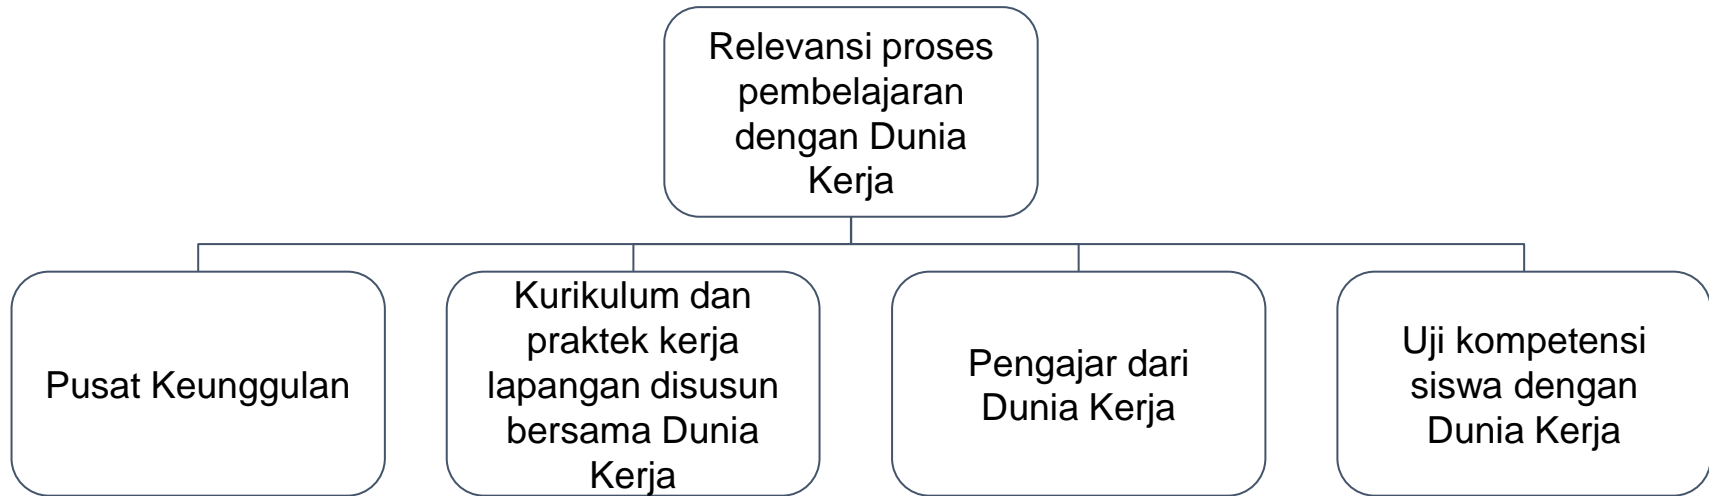 Relevansi proses
pembelajaran
dengan Dunia
Kerja
Pusat Keunggulan
Kurikulum dan
praktek kerja
lapangan disusun
bersama Dunia
Kerja
Pengajar dari
Dunia Kerja
Uji kompetensi
siswa dengan
Dunia Kerja